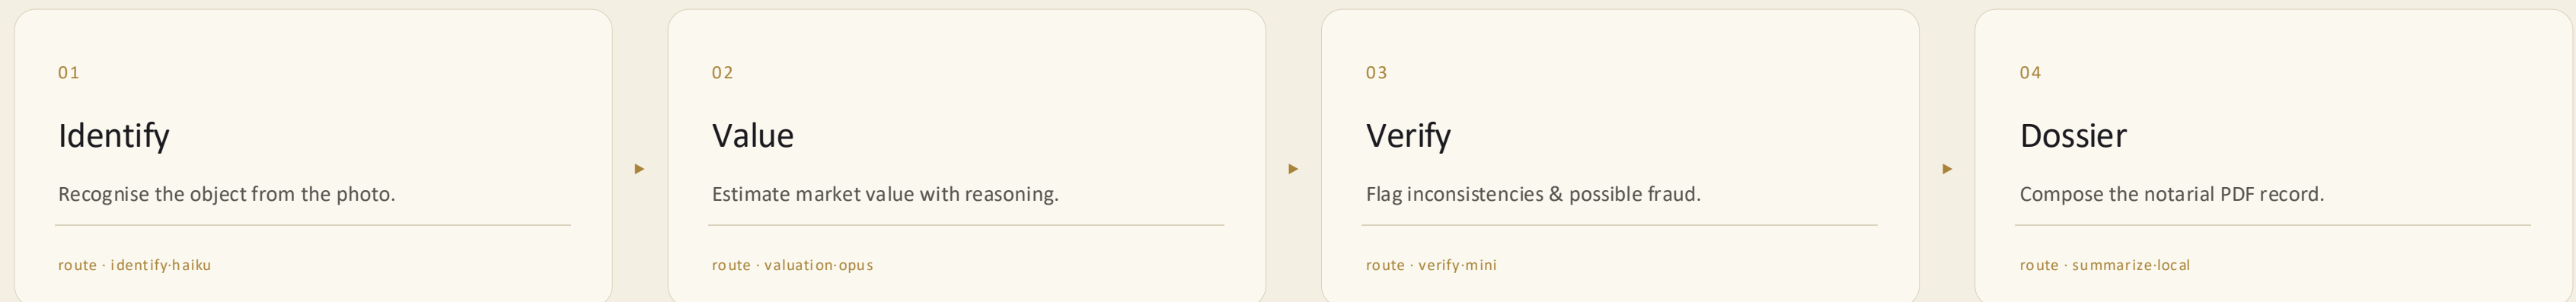 01
Identify
Recognise the object from the photo.
route · identify·haiku
02
Value
Estimate market value with reasoning.
route · valuation·opus
03
Verify
Flag inconsistencies & possible fraud.
route · verify·mini
04
Dossier
Compose the notarial PDF record.
route · summarize·local